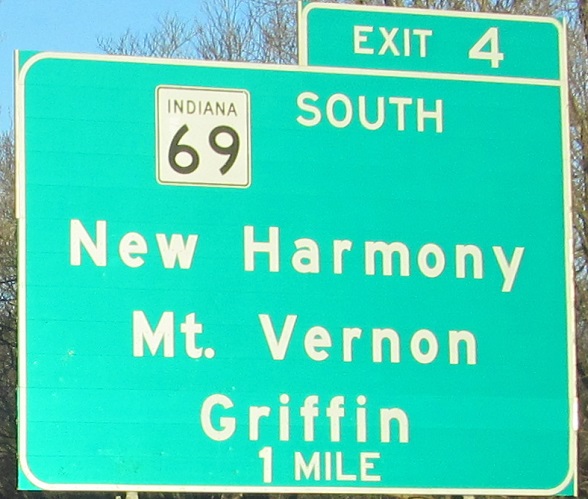 EXIT 4
INDIANA
69
SOUTH
New Harmony
Mt. Vernon
Griffin
1 MILE